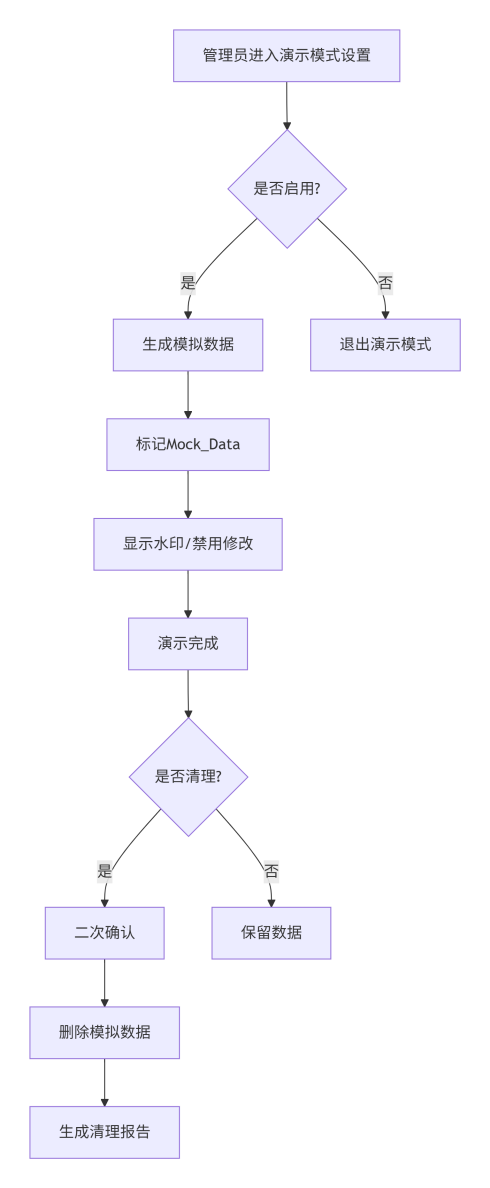 管理员进入演示模式设置
是否启用?
是
否
生成模拟数据
退出演示模式
标记Mock_Data
显示水印/禁用修改
演示完成
是否清理?
是
否
二次确认
保留数据
删除模拟数据
生成清理报告